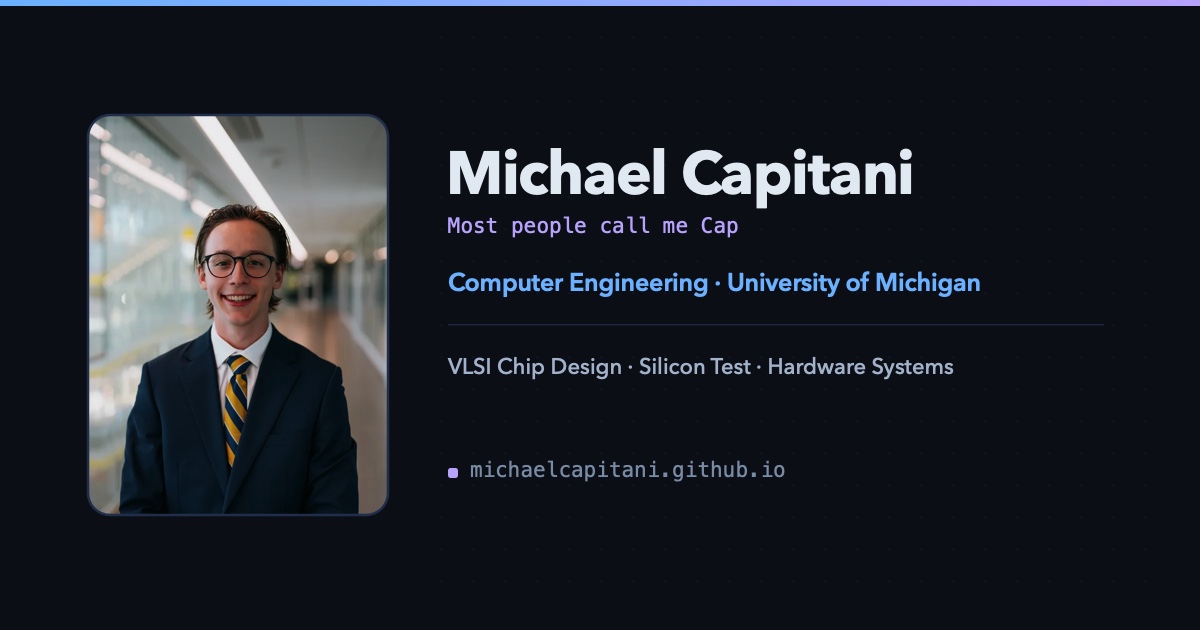 Michael Capitani
Most people call me Cap
Computer Engineering · University of Michigan
VLSI Chip Design · Silicon Test · Hardware Systems
michaelcapitani.github.io